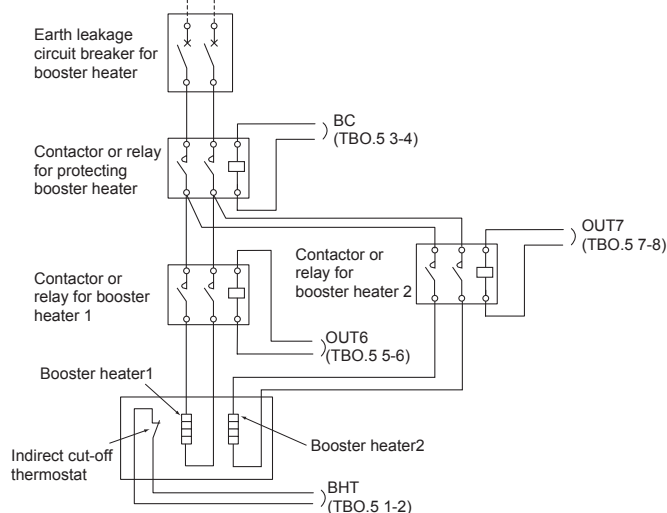 Earth leakage
circuit breaker for
booster heater
BC
(TBO.5 3-4)
Contactor or relay
for protecting
booster heater
OUT7
(TBO.5 7-8)
Contactor or
relay for
booster heater 2
Contactor or
relay for booster
heater 1
OUT6
(TBO.5 5-6)
Booster heater1
Booster heater2
Indirect cut-off
thermostat
BHT
(TBO.5 1-2)